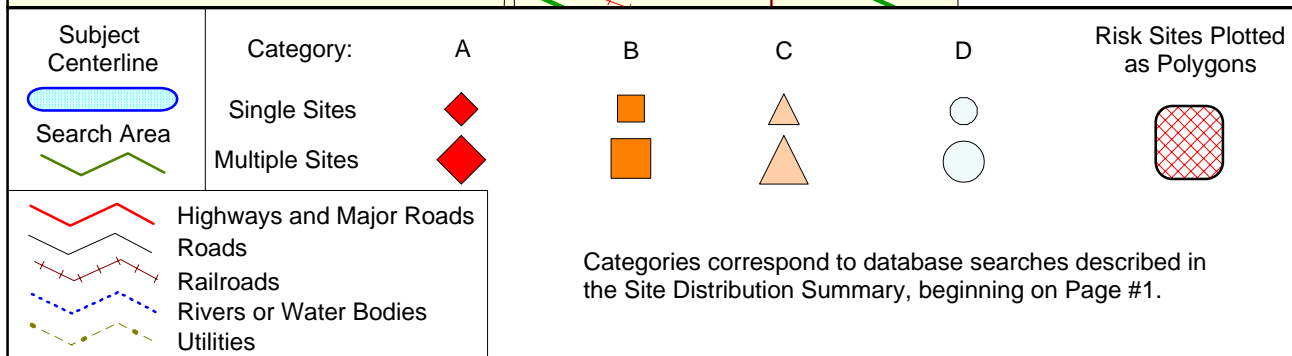 Subject
Centerline
Search Area
Category: A B C D
Single Sites
Multiple Sites
Risk Sites Plotted
as Polygons
Highways and Major Roads
Roads
Railroads
Rivers or Water Bodies
Utilities
Categories correspond to database searches described in
the Site Distribution Summary, beginning on Page #1.